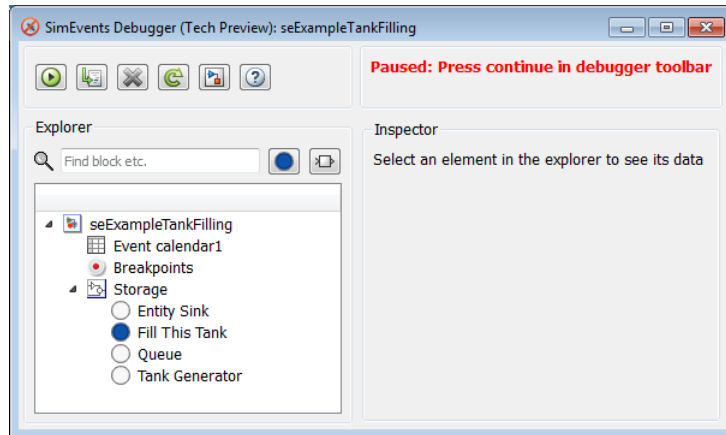 SimEvents Debugger (Tech Preview): seExampleTankFilling
Paused: Press continue in debugger toolbar
Explorer
Find block etc.
seExampleTankFilling
Event calendar1
Breakpoints
Storage
Entity Sink
Fill This Tank
Queue
Tank Generator
Inspector
Select an element in the explorer to see its data